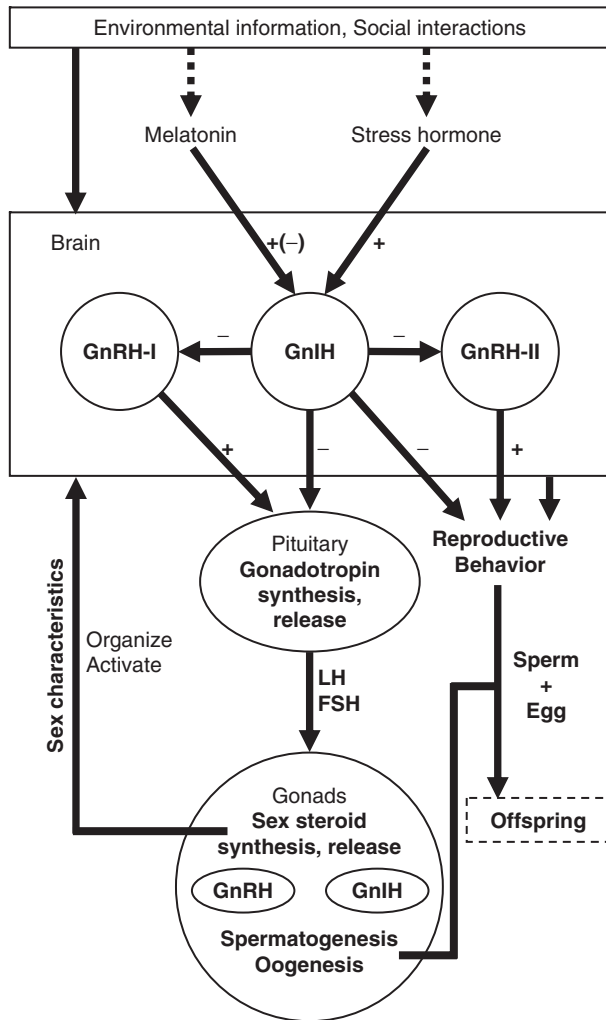 Environmental information, Social interactions
Melatonin
Stress hormone
+(−)
+
Brain
GnRH-I
−
GnIH
−
GnRH-II
+
−
−
+
Pituitary
Gonadotropin
synthesis,
release
Reproductive
Behavior
Sex characteristics
Organize
Activate
LH
FSH
Sperm
+
Egg
Gonads
Sex steroid
synthesis, release
Offspring
GnRH
GnIH
Spermatogenesis
Oogenesis